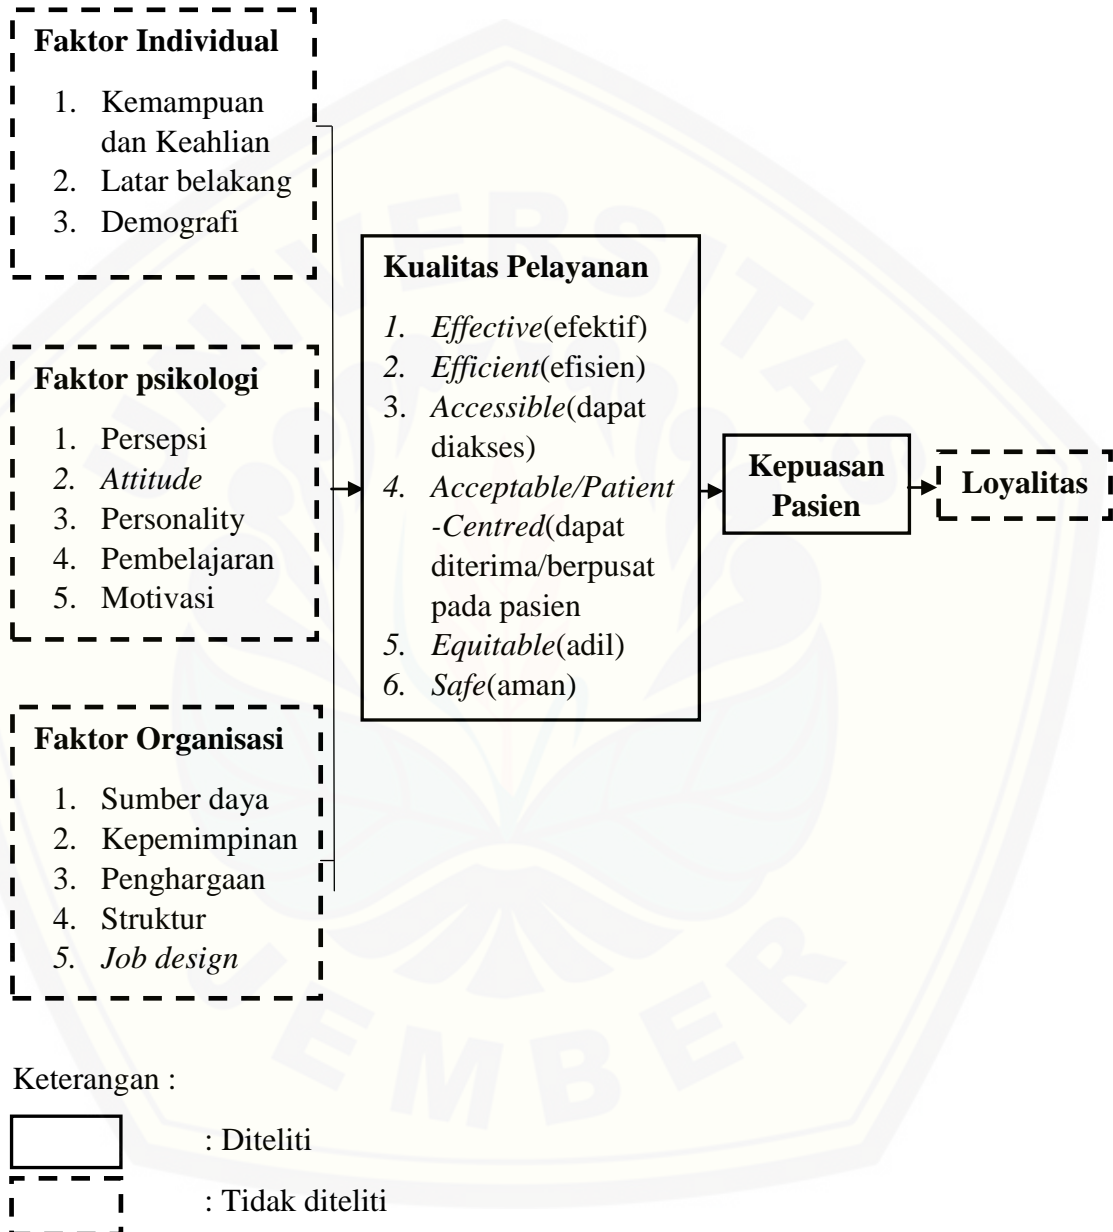 Faktor Individual
1. Kemampuan
dan Keahlian
2. Latar belakang
3. Demografi
Faktor psikologi
1. Persepsi
2. Attitude
3. Personality
4. Pembelajaran
5. Motivasi
Faktor Organisasi
1. Sumber daya
2. Kepemimpinan
3. Penghargaan
4. Struktur
5. Job design
Kualitas Pelayanan
1. Effective(efektif)
2. Efficient(efisien)
3. Accessible(dapat
diakses)
4. Acceptable/Patient
-Centred(dapat
diterima/berpusat
pada pasien
5. Equitable(adil)
6. Safe(aman)
Kepuasan
Pasien
Loyalitas
Keterangan :
: Diteliti
: Tidak diteliti
UNIVERSITAS
JEMBER